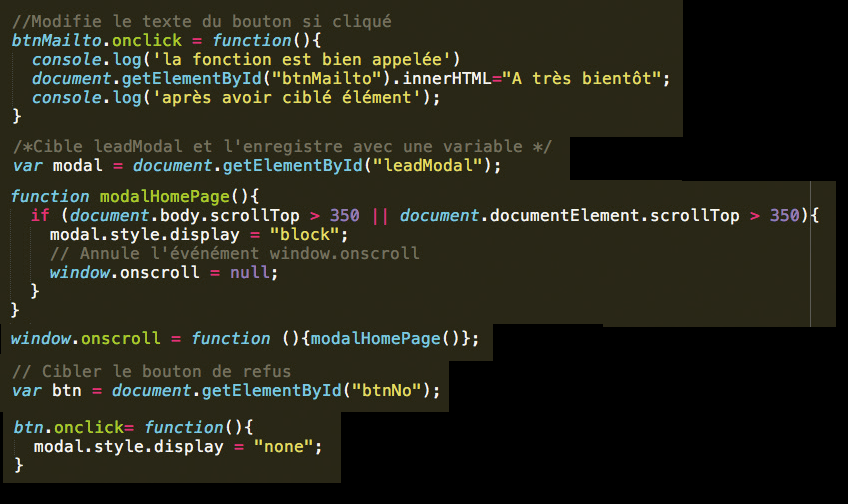 //Modifie le texte du bouton si cliqué
btnMailto.onclick = function(){
console.log('la fonction est bien appelée')
document.getElementById("btnMailto").innerHTML="A très bientôt";
console.log('après avoir ciblé élément');
}
/*Cible leadModal et l'enregistre avec une variable */
var modal = document.getElementById("leadModal");
function modalHomePage(){
if (document.body.scrollTop > 350 || document.documentElement.scrollTop > 350){
modal.style.display = "block";
// Annule l'événément window.onscroll
window.onscroll = null;
}
}
window.onscroll = function (){modalHomePage()};
// Cibler le bouton de refus
var btn = document.getElementById("btnNo");
btn.onclick= function(){
modal.style.display = "none";
}